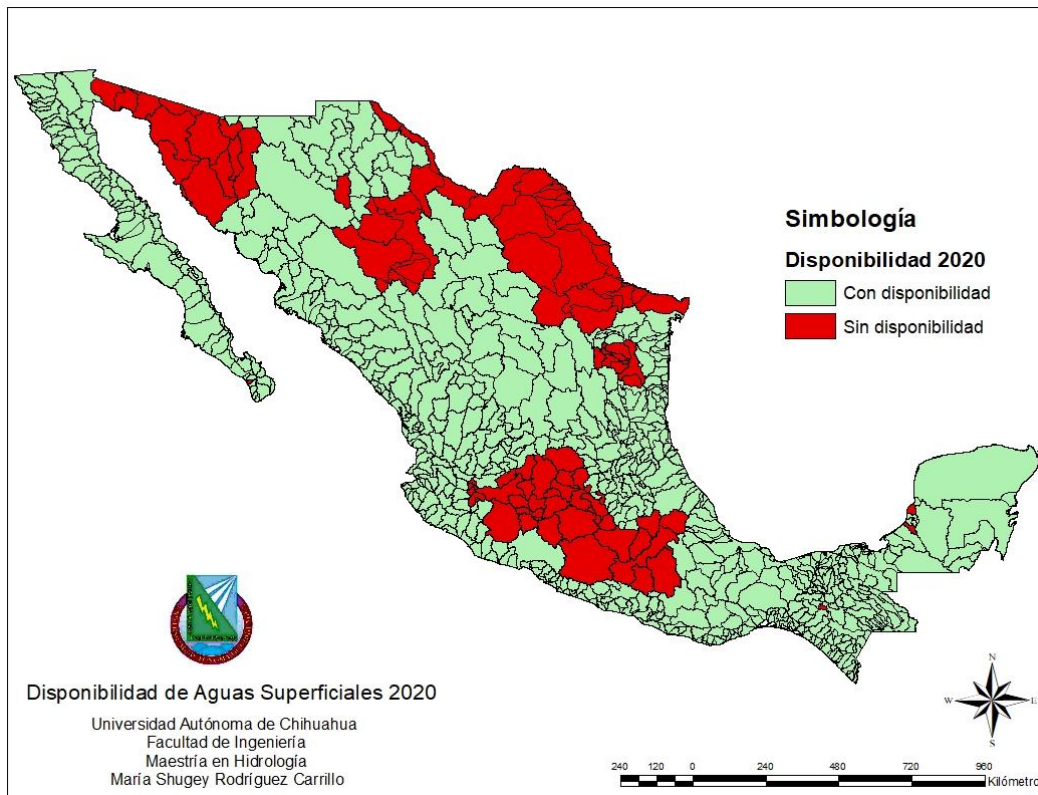 Simbología
Disponibilidad 2020
Con disponibilidad
Sin disponibilidad
Disponibilidad de Aguas Superficiales 2020
Universidad Autónoma de Chihuahua
Facultad de Ingeniería
Maestría en Hidrología
María Shugey Rodríguez Carrillo
N
W E
S
240 120 0 240 480 720 960
Kilómetro